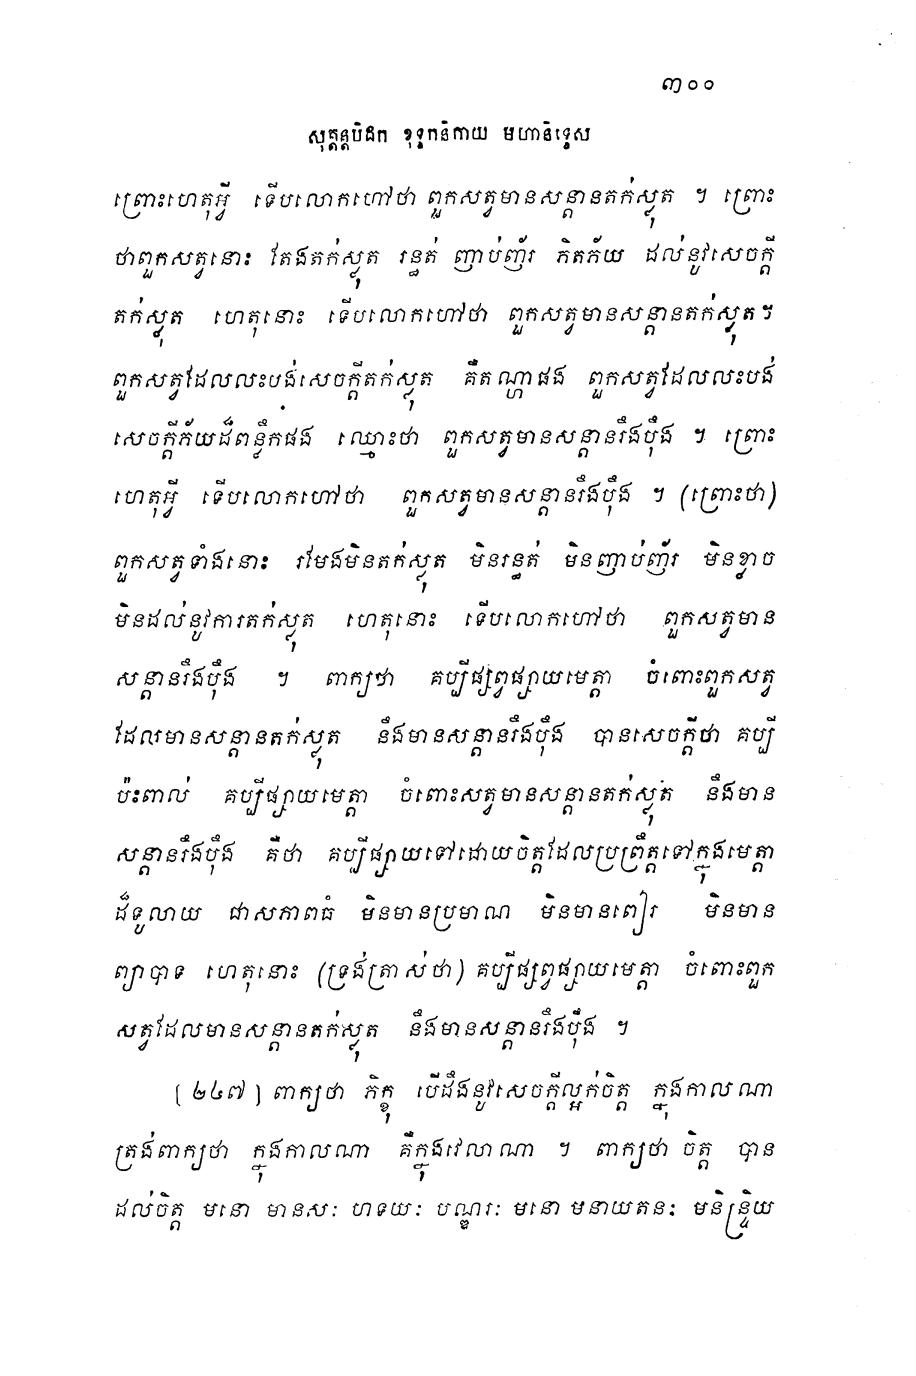 ៣០០
សុត្តន្តបិដក ខុទ្ទកនិកាយ មហានិទ្ទេស
ព្រោះហេតុអ្វី ទើបលោកហៅថា ពួកសត្វមានសន្តានតក់ស្លុត ។ ព្រោះ
ថាពួកសត្វនោះ តែងតក់ស្លុត រន្ធត់ ញាប់ញ័រ ភិតភ័យ ដល់នូវសេចក្តី
តក់ស្លុត ហេតុនោះ ទើបលោកហៅថា ពួកសត្វមានសន្តានតក់ស្លុត។
ពួកសត្វដែលលះបង់សេចក្តីតក់ស្លុត គឺតណ្ហាផង ពួកសត្វដែលលះបង់
សេចក្តីភ័យដ៏ពន្លឹកផង ឈ្មោះថា ពួកសត្វមានសន្តានរឹងប៉ឹង ។ ព្រោះ
ហេតុអ្វី ទើបលោកហៅថា ពួកសត្វមានសន្តានរឹងប៉ឹង ។ (ព្រោះថា)
ពួកសត្វទាំងនោះ រមែងមិនតក់ស្លុត មិនរន្ធត់ មិនញាប់ញ័រ មិនខ្លាច
មិនដល់នូវការតក់ស្លុត ហេតុនោះ ទើបលោកហៅថា ពួកសត្វមាន
សន្តានរឹងប៉ឹង ។ ពាក្យថា គប្បីផ្សព្វផ្សាយមេត្តា ចំពោះពួកសត្វ
ដែលមានសន្តានតក់ស្លុត នឹងមានសន្តានរឹងប៉ឹង បានសេចក្តីថា គប្បី
ប៉ះពាល់ គប្បីផ្សាយមេត្តា ចំពោះសត្វមានសន្តានតក់ស្លុត នឹងមាន
សន្តានរឹងប៉ឹង គឺថា គប្បីផ្សាយទៅដោយចិត្តដែលប្រព្រឹត្តទៅក្នុងមេត្តា
ដ៏ទូលាយ ជាសភាពធំ មិនមានប្រមាណ មិនមានពៀរ មិនមាន
ព្យាបាទ ហេតុនោះ (ទ្រង់ត្រាស់ថា) គប្បីផ្សព្វផ្សាយមេត្តា ចំពោះពួក
សត្វដែលមានសន្តានតក់ស្លុត នឹងមានសន្តានរឹងប៉ឹង ។
[២៤៧] ពាក្យថា ភិក្ខុ បើដឹងនូវសេចក្តីល្អក់ចិត្ត ក្នុងកាលណា
ត្រង់ពាក្យថា ក្នុងកាលណា គឺក្នុងវេលាណា ។ ពាក្យថា ចិត្ត បាន
ដល់ចិត្ត មនោ មានសៈ ហទយៈ បណ្ឌរៈ មនោ មនាយតនៈ មនិន្ទ្រិយ